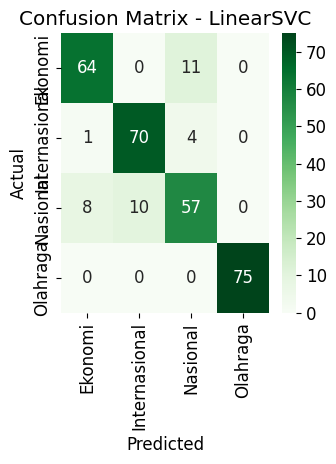 Confusion Matrix - LinearSVC
Actual
Ekonomi
Internasional
Nasional
Olahraga
64 0 11 0
1 70 4 0
8 10 57 0
0 0 0 75
Ekonomi
Internasional
Nasional
Olahraga
Predicted
70
60
50
40
30
20
10
0